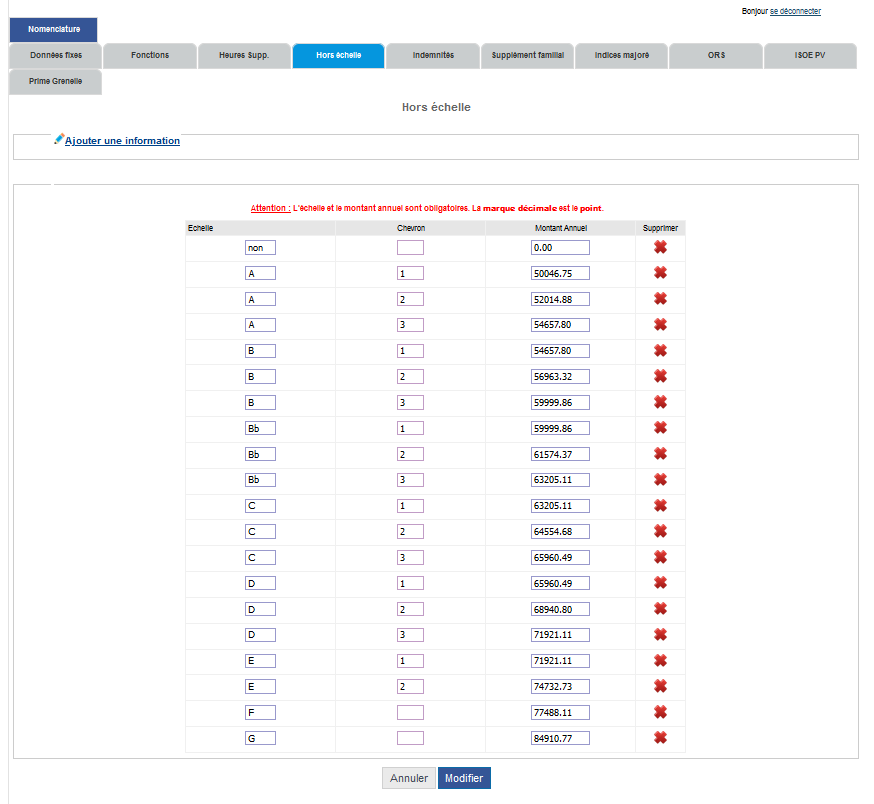 Bonjour se déconnecter
Nomenclature
Données fixes Fonctions Heures Supp. Hors échelle Indemnités Supplément familial Indices majoré ORS ISOE PV
Prime Grenelle
Hors échelle
Ajouter une information
Attention : L'échelle et le montant annuel sont obligatoires. La marque décimale est le point.
Echelle Chevron Montant Annuel Supprimer
non 0.00
A 1 50046.75
A 2 52014.88
A 3 54657.80
B 1 54657.80
B 2 56963.32
B 3 59999.86
Bb 1 59999.86
Bb 2 61574.37
Bb 3 63205.11
C 1 63205.11
C 2 64554.68
C 3 65960.49
D 1 65960.49
D 2 68940.80
D 3 71921.11
E 1 71921.11
E 2 74732.73
F 77488.11
G 84910.77
Annuler Modifier